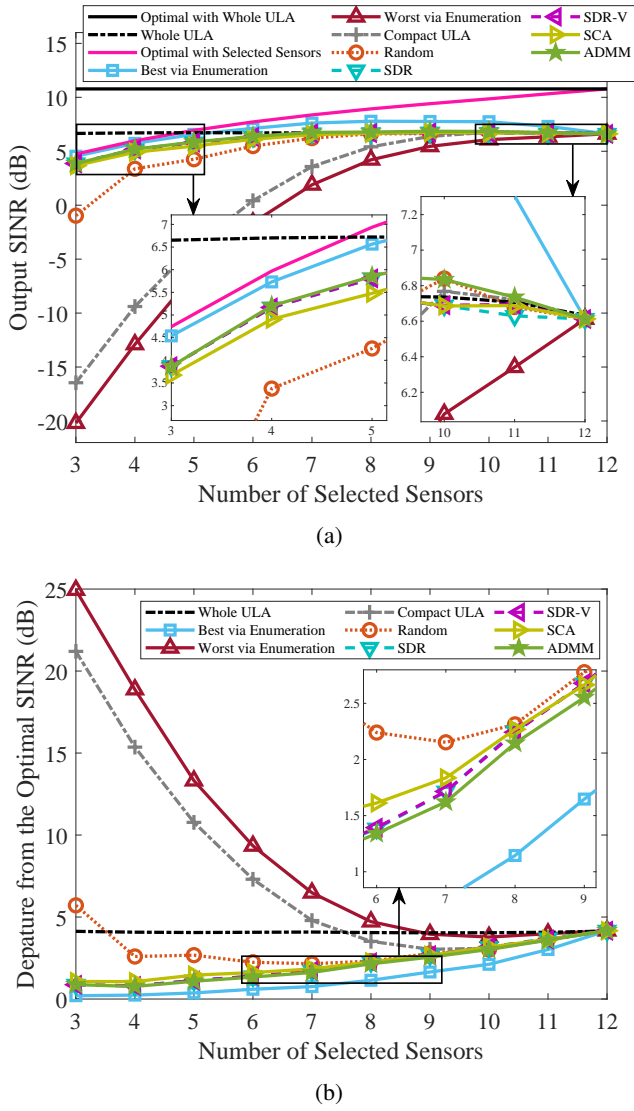 Optimal with Whole ULA
Whole ULA
Optimal with Selected Sensors
Best via Enumeration
Worst via Enumeration
Compact ULA
Random
SDR
SDR-V
SCA
ADMM
15
10
5
0
-5
-10
-15
-20
Output SINR (dB)
7
6.5
6
5.5
5
4.5
4
3.5
3
3 4 5
7.2
7
6.8
6.6
6.4
6.2
10 11 12
3 4 5 6 7 8 9 10 11 12
Number of Selected Sensors
(a)
25
20
15
10
5
0
Depature from the Optimal SINR (dB)
Whole ULA
Best via Enumeration
Worst via Enumeration
Compact ULA
Random
SDR
SDR-V
SCA
ADMM
2.5
2
1.5
1
6 7 8 9
3 4 5 6 7 8 9 10 11 12
Number of Selected Sensors
(b)